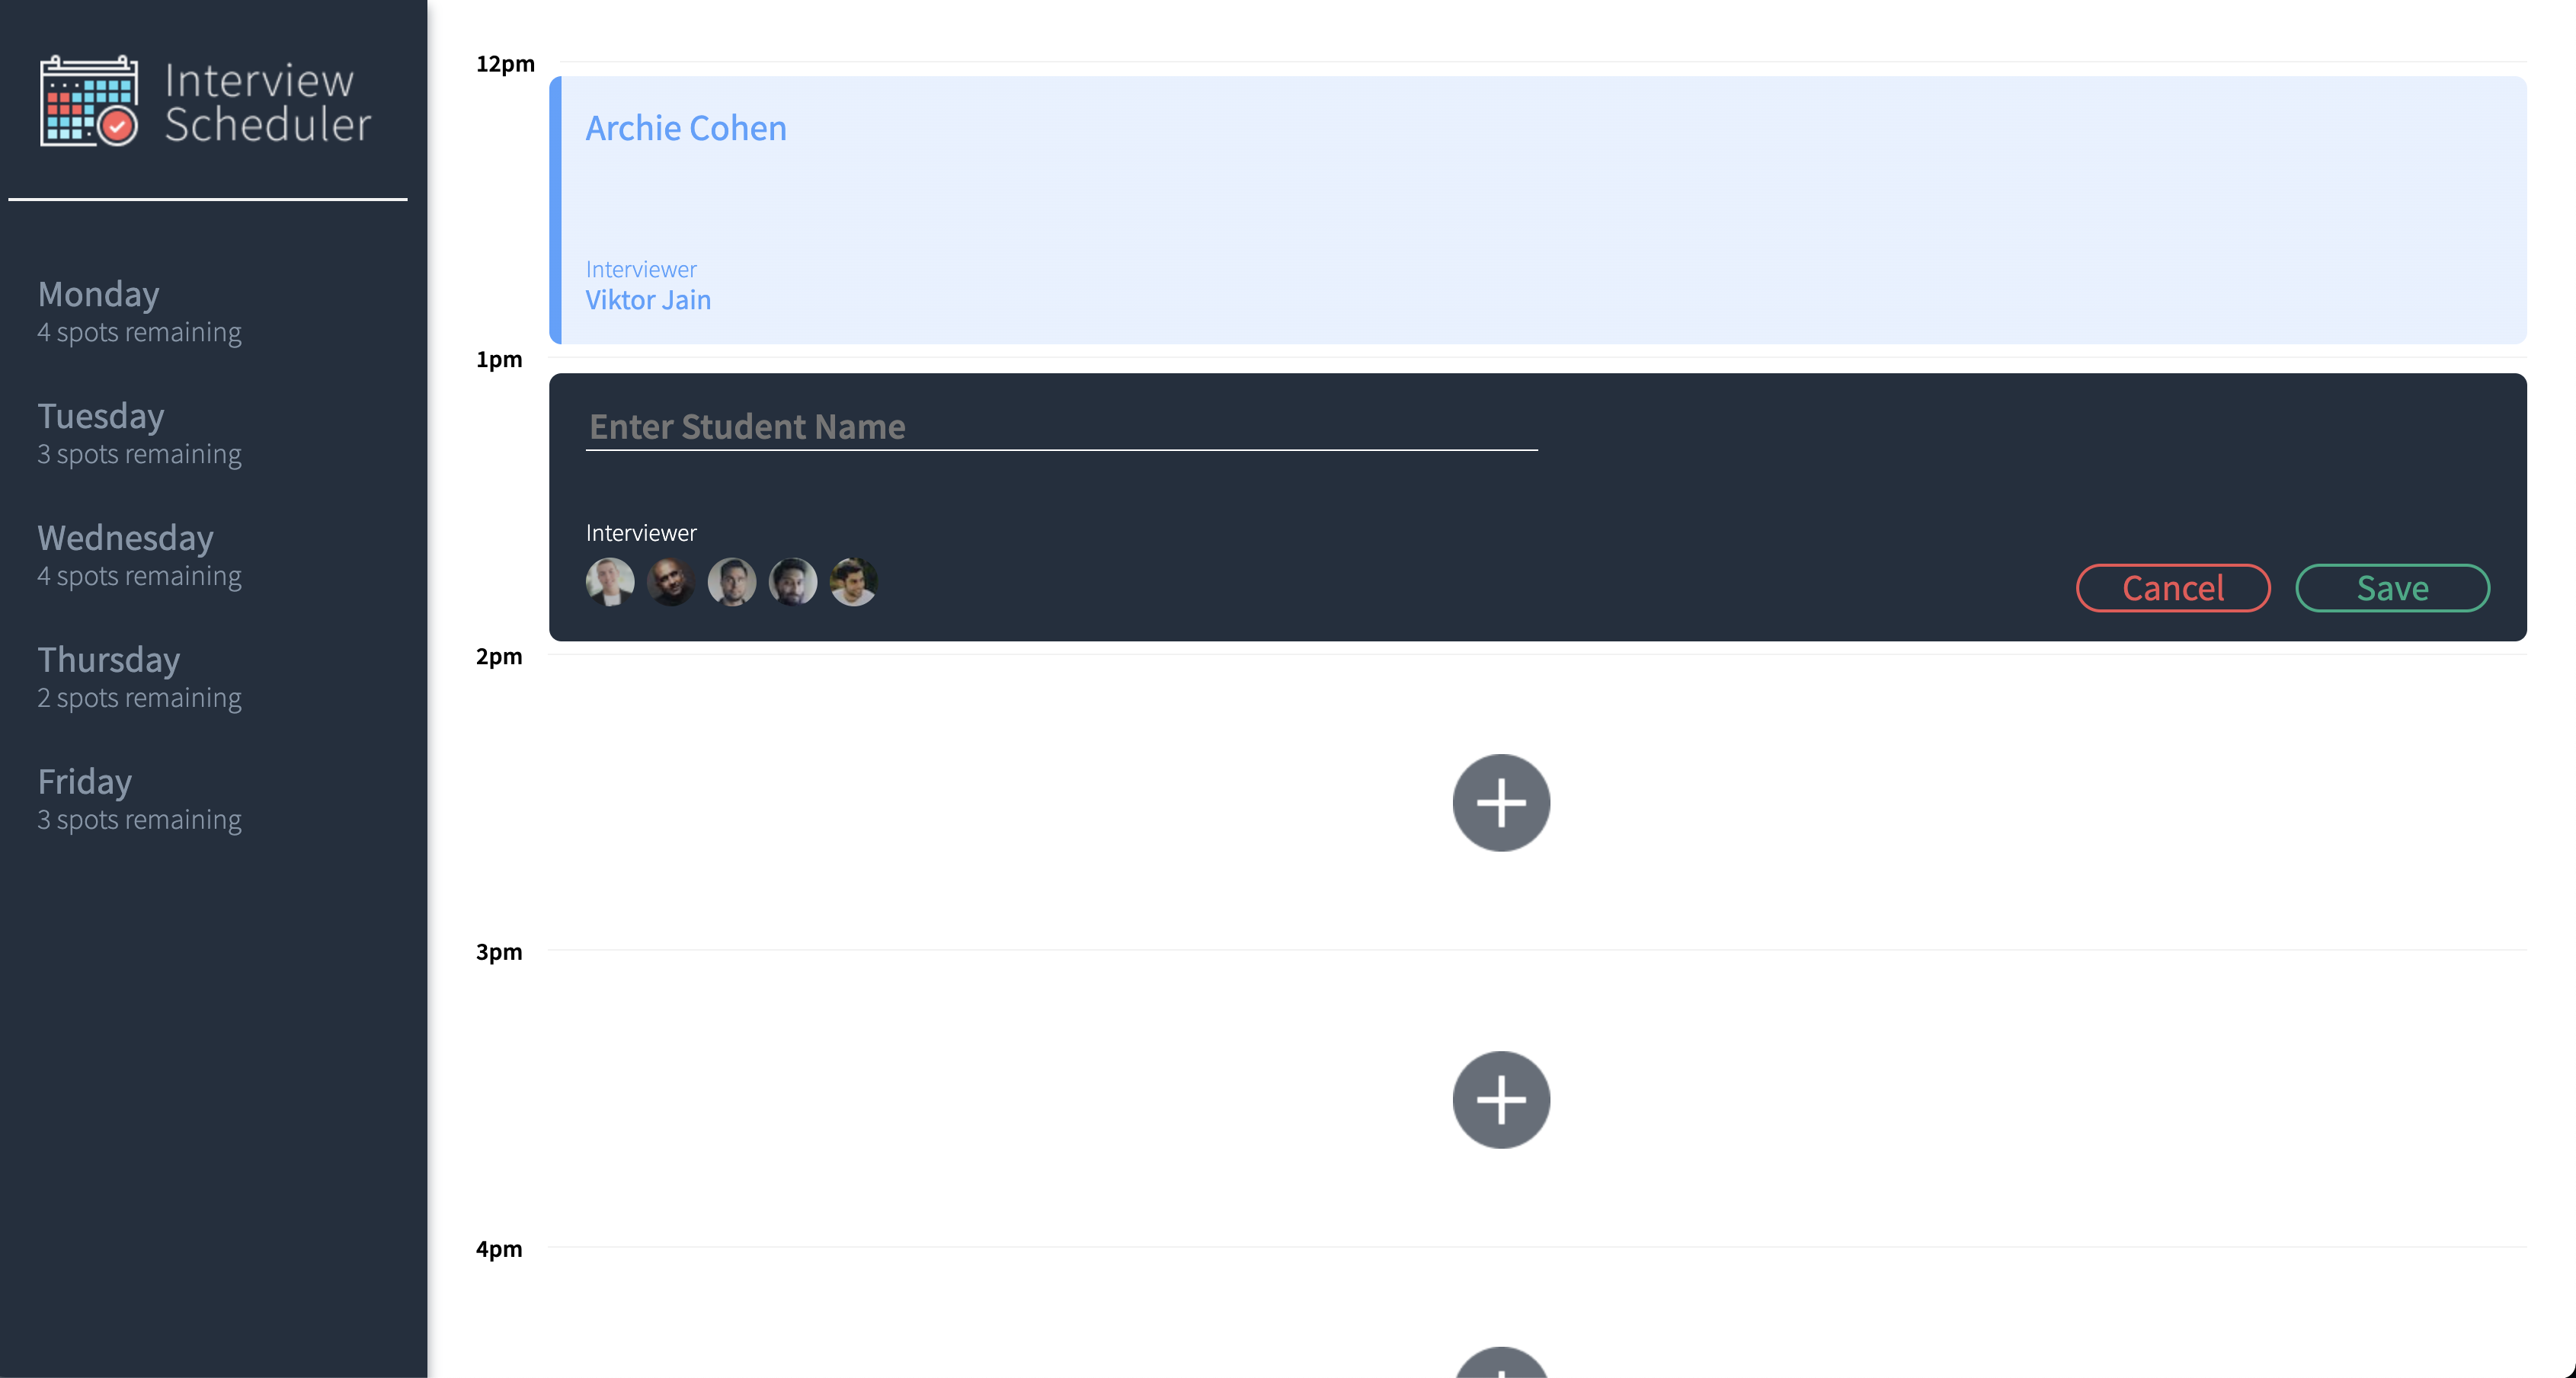 Interview
Scheduler
Monday
4 spots remaining
Tuesday
3 spots remaining
Wednesday
4 spots remaining
Thursday
2 spots remaining
Friday
3 spots remaining
12pm
Archie Cohen
Interviewer
Viktor Jain
1pm
Enter Student Name
Interviewer
Cancel Save
2pm
3pm
4pm